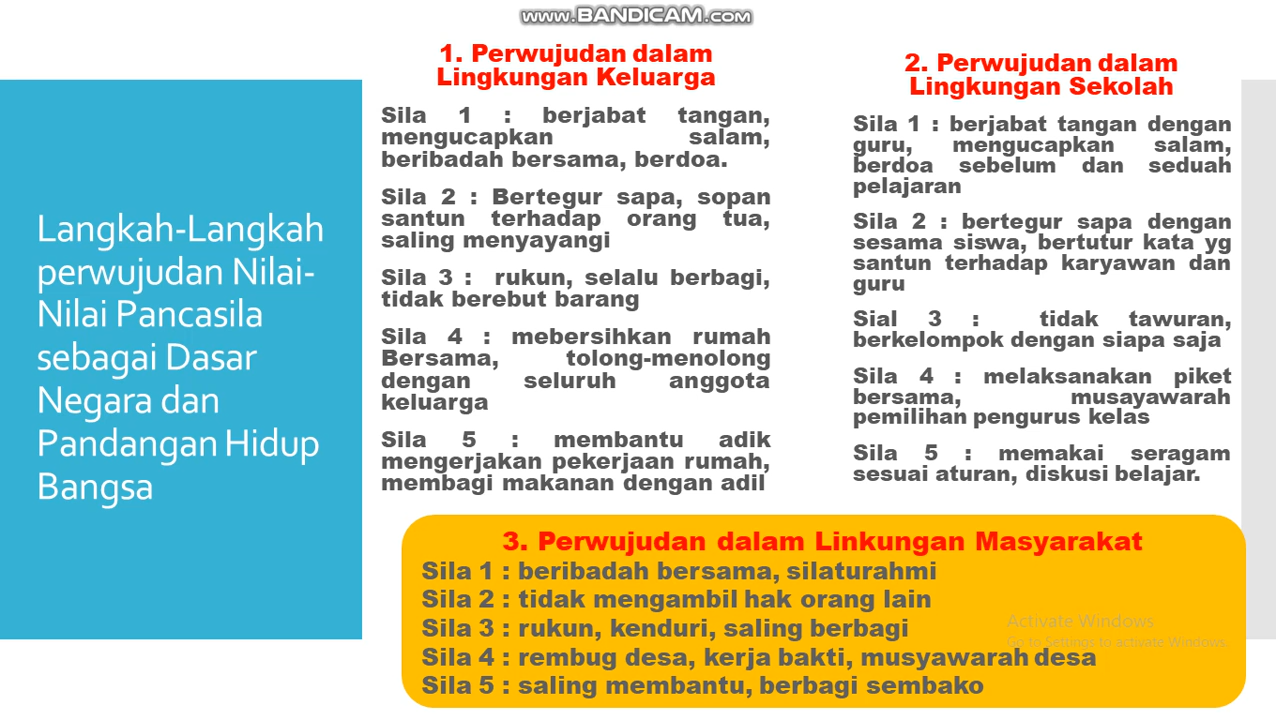 www.BANDICAM.com
Langkah-Langkah
perwujudan Nilai-
Nilai Pancasila
sebagai Dasar
Negara dan
Pandangan Hidup
Bangsa
1. Perwujudan dalam
Lingkungan Keluarga
Sila 1 : berjabat tangan,
mengucapkan salam,
beribadah bersama, berdoa.
Sila 2 : Bertegur sapa, sopan
santun terhadap orang tua,
saling menyayangi
Sila 3 : rukun, selalu berbagi,
tidak berebut barang
Sila 4 : mebersihkan rumah
Bersama, tolong-menolong
dengan seluruh anggota
keluarga
Sila 5 : membantu adik
mengerjakan pekerjaan rumah,
membagi makanan dengan adil
2. Perwujudan dalam
Lingkungan Sekolah
Sila 1 : berjabat tangan dengan
guru, mengucapkan salam,
berdoa sebelum dan seduah
pelajaran
Sila 2 : bertegur sapa dengan
sesama siswa, bertutur kata yg
santun terhadap karyawan dan
guru
Sial 3 : tidak tawuran,
berkelompok dengan siapa saja
Sila 4 : melaksanakan piket
bersama, musayawarah
pemilihan pengurus kelas
Sila 5 : memakai seragam
sesuai aturan, diskusi belajar.
3. Perwujudan dalam Linkungan Masyarakat
Sila 1 : beribadah bersama, silaturahmi
Sila 2 : tidak mengambil hak orang lain
Sila 3 : rukun, kenduri, saling berbagi
Sila 4 : rembug desa, kerja bakti, musyawarah desa
Sila 5 : saling membantu, berbagi sembako
Activate Windows
Go to Settings to activate Windows.